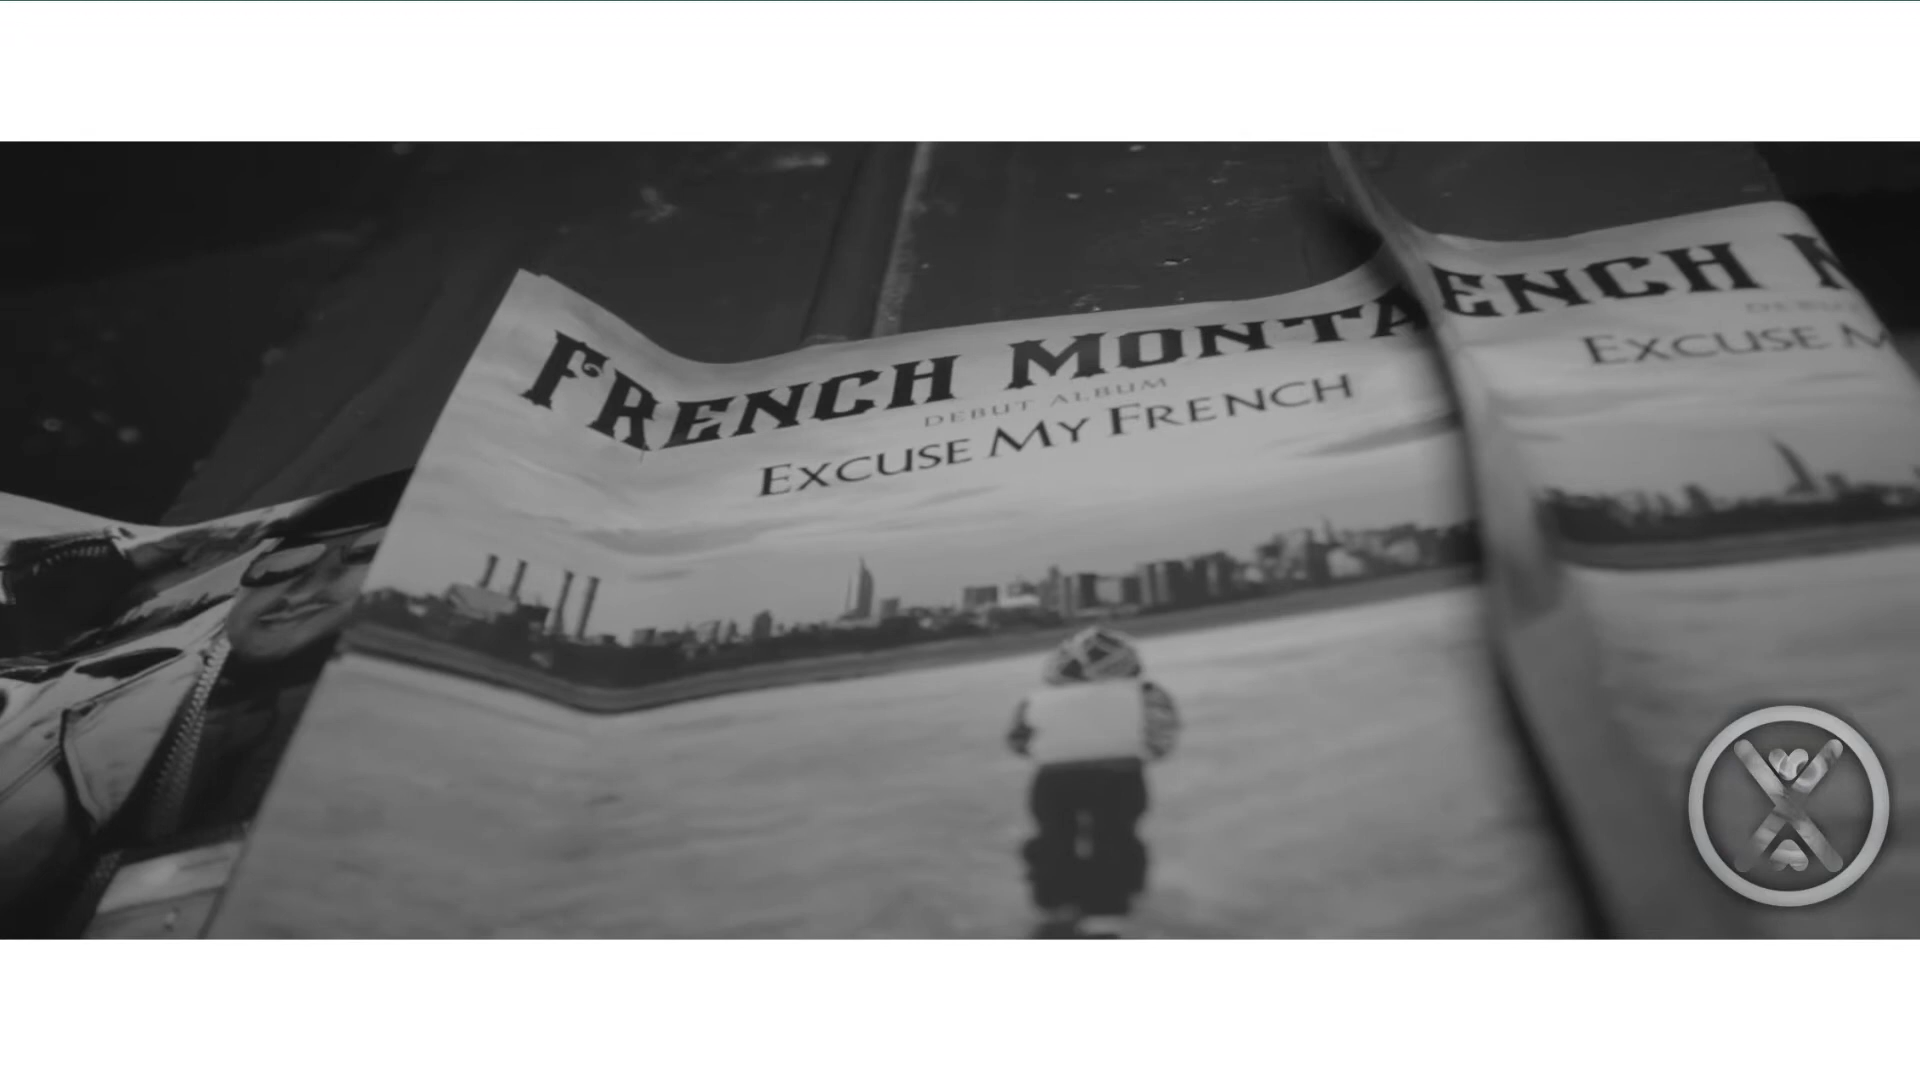 FRENCH MONTA
DEBUT ALBUM
EXCUSE MY FRENCH
ENCH M
EXCUSE M